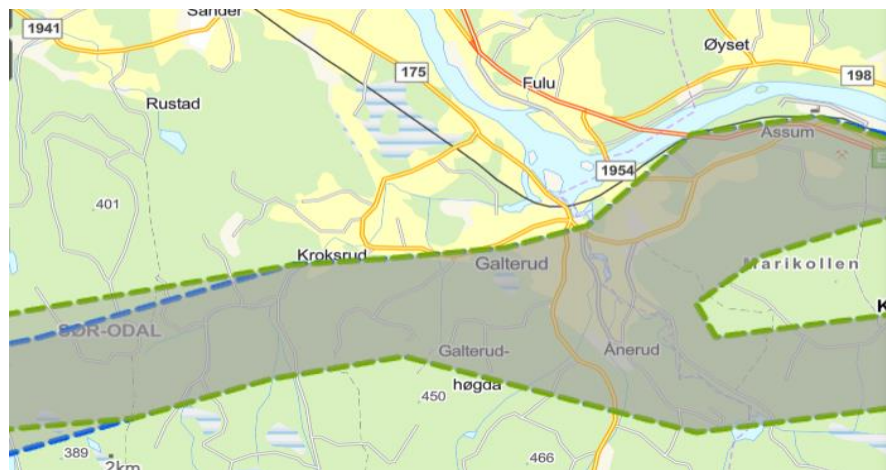 Sander
1941
175
Øyset
198
Fulu
Rustad
Assum
1954
401
Kroksrud
Galterud
Marikollen
K
SØR-ODAL
Galterud-
høgda
Ånerud
450
389
2km
466